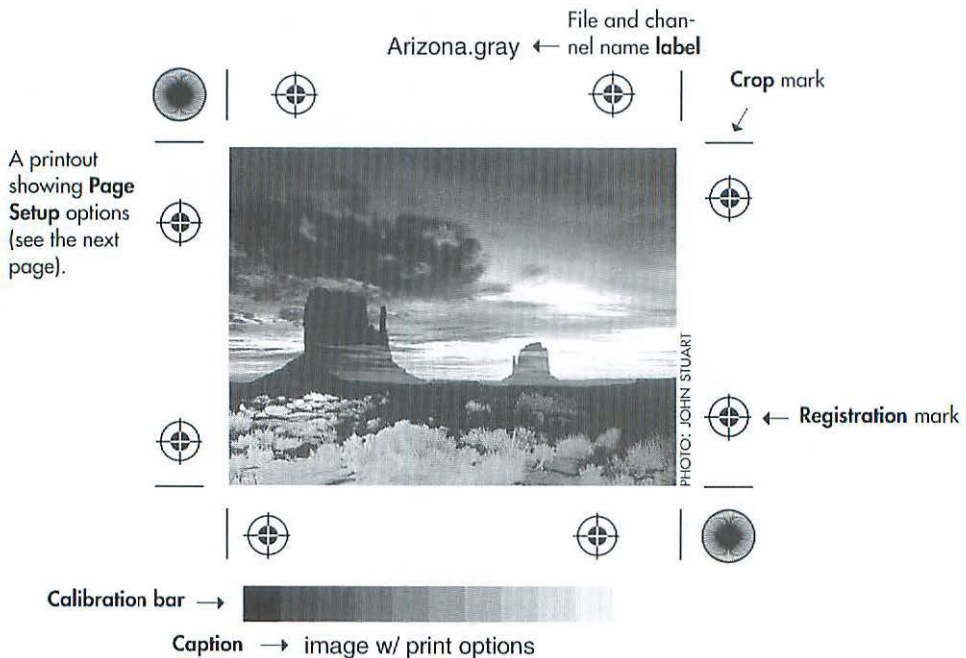 File and chan-
Arizona.gray ← nel name label
Crop mark
A printout
showing Page
Setup options
(see the next
page).
PHOTO: JOHN STUART
← Registration mark
Calibration bar →
Caption → image w/ print options